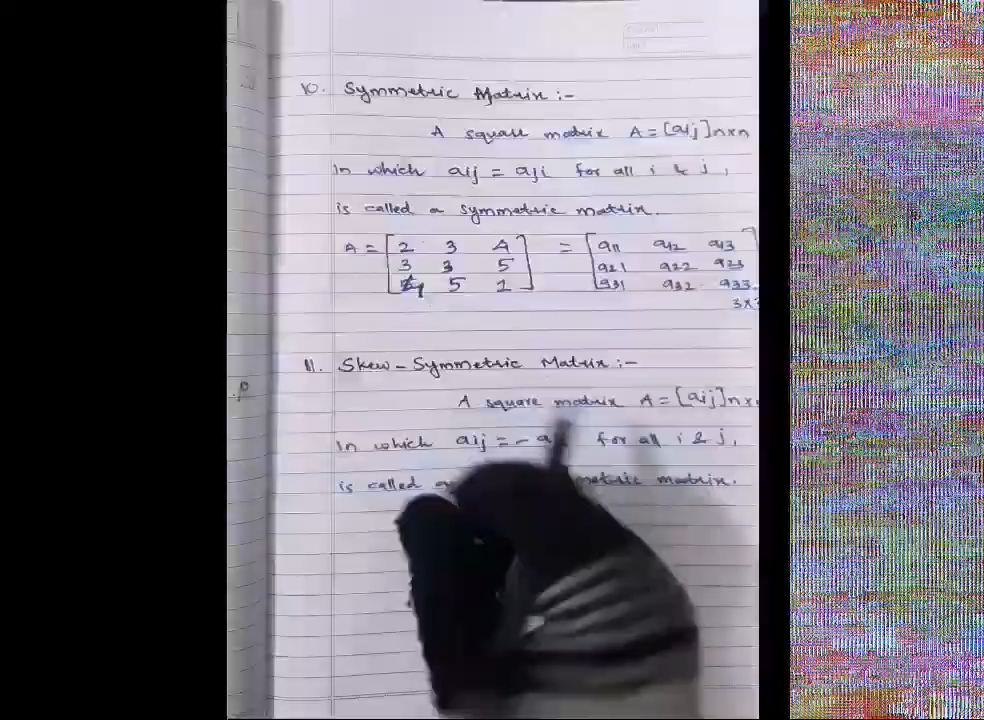 10. Symmetric Matrix :-
A square matrix A = [aij]n×n
In which aij = aji for all i & j,
is called a symmetric matrix.
A = [2 3 4 = [a11 a12 a13
3 3 5 a21 a22 a23
4 5 1] a31 a32 a33
3×
11. Skew-Symmetric Matrix :-
A square matrix A = [aij]n×
In which aij = - a for all i & j,
is called a matrix.